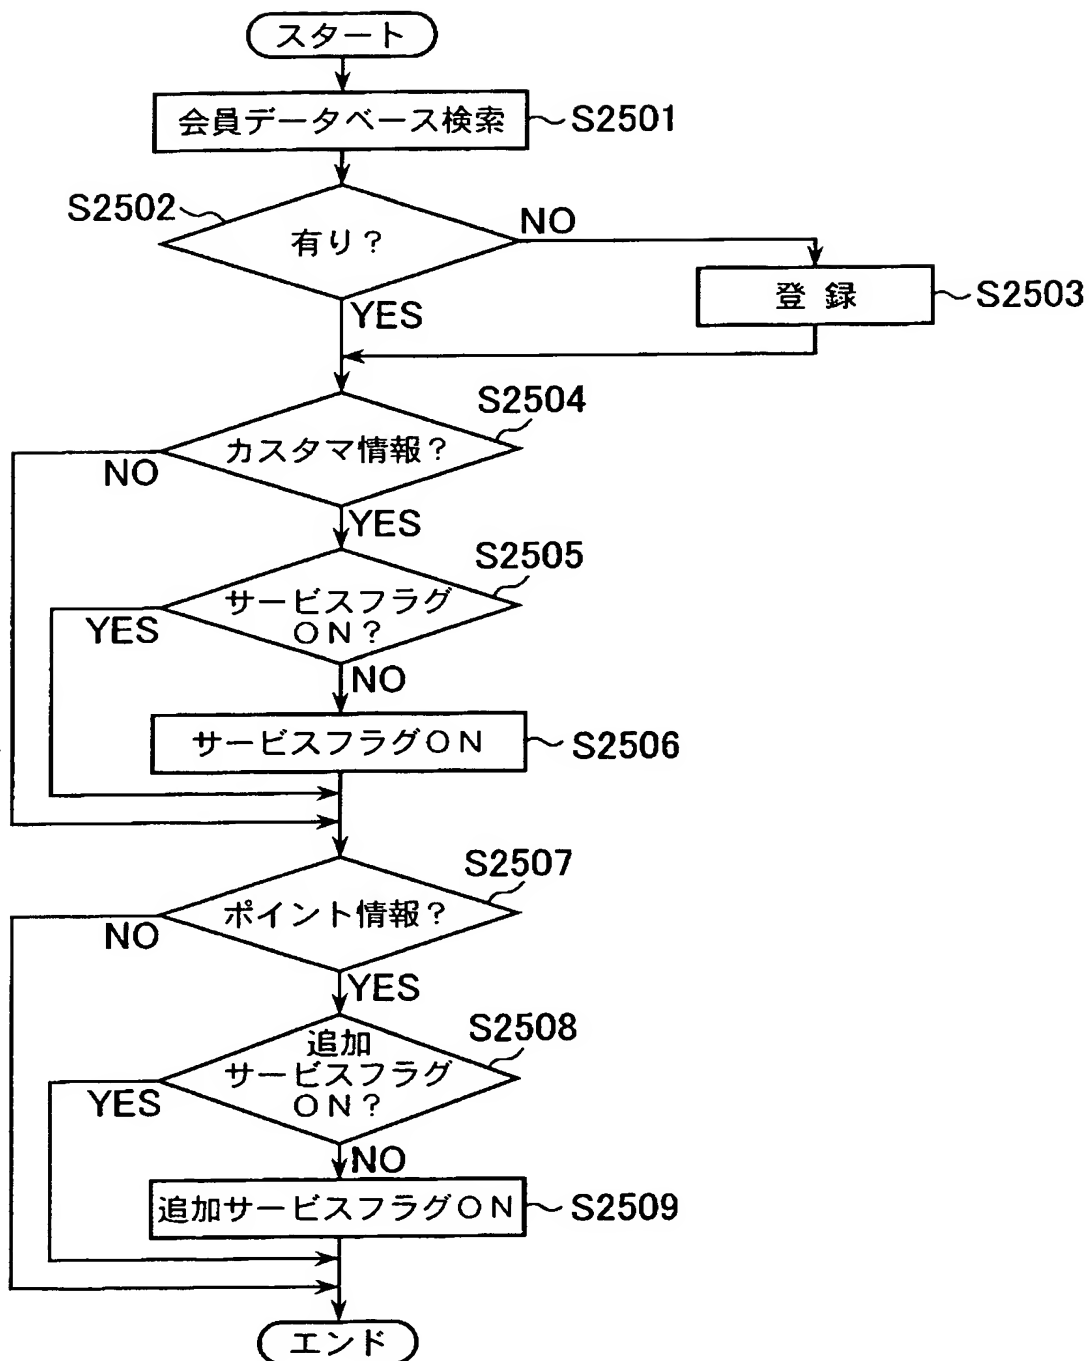 スタート
会員データベース検索
S2501
S2502
有り？
NO
YES
登 録
S2503
S2504
カスタマ情報？
NO
YES
S2505
サービスフラグ
ＯＮ？
YES
NO
サービスフラグＯＮ
S2506
S2507
ポイント情報？
NO
YES
S2508
追加
サービスフラグ
ＯＮ？
YES
NO
追加サービスフラグＯＮ
S2509
エンド